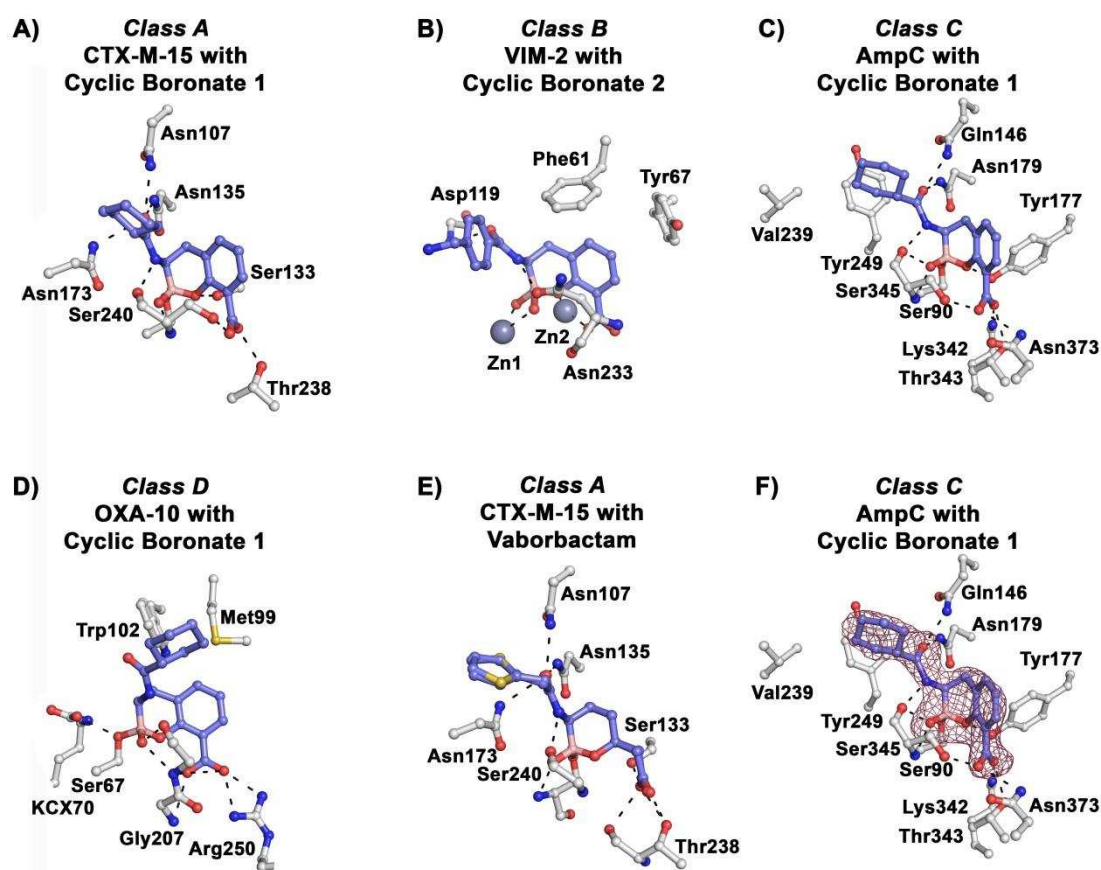 A)
Class A
CTX-M-15 with
Cyclic Boronate 1
Asn107
Asn135
Asn173
Ser133
Ser240
Thr238
B)
Class B
VIM-2 with
Cyclic Boronate 2
Phe61
Tyr67
Asp119
Zn2
Zn1
Asn233
C)
Class C
AmpC with
Cyclic Boronate 1
Gln146
Asn179
Tyr177
Val239
Tyr249
Ser345
Ser90
Lys342
Asn373
Thr343
D)
Class D
OXA-10 with
Cyclic Boronate 1
Met99
Trp102
Ser67
KCX70
Gly207
Arg250
E)
Class A
CTX-M-15 with
Vaborbactam
Asn107
Asn135
Ser133
Asn173
Ser240
Thr238
F)
Class C
AmpC with
Cyclic Boronate 1
Gln146
Asn179
Tyr177
Val239
Tyr249
Ser345
Ser90
Lys342
Asn373
Thr343